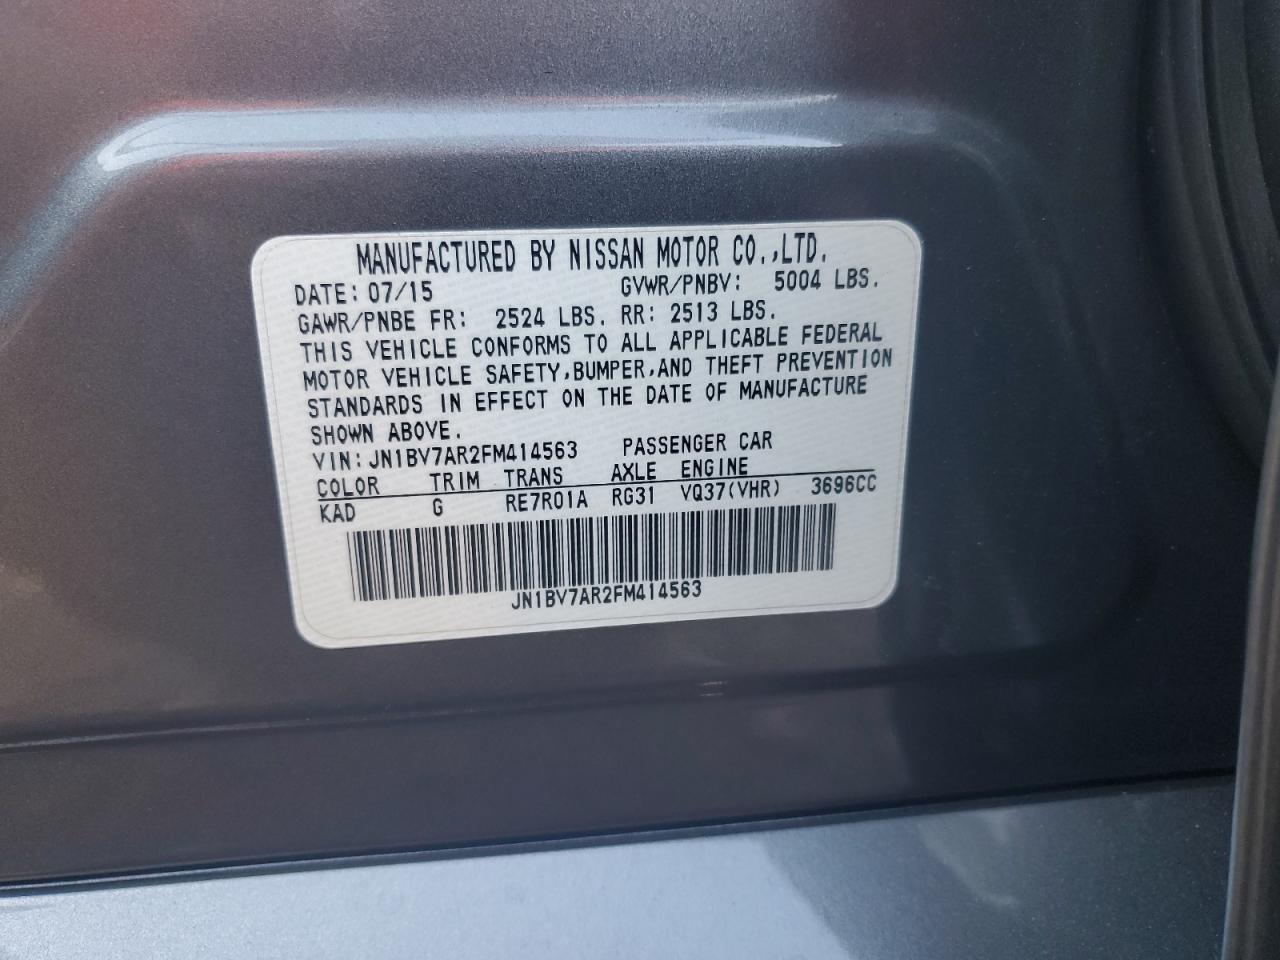 MANUFACTURED BY NISSAN MOTOR CO.,LTD.
DATE: 07/15 GVWR/PNBV: 5004 LBS.
GAWR/PNBE FR: 2524 LBS. RR: 2513 LBS.
THIS VEHICLE CONFORMS TO ALL APPLICABLE FEDERAL
MOTOR VEHICLE SAFETY,BUMPER,AND THEFT PREVENTION
STANDARDS IN EFFECT ON THE DATE OF MANUFACTURE
SHOWN ABOVE.
VIN: JN1BV7AR2FM414563 PASSENGER CAR
COLOR TRIM TRANS AXLE ENGINE
KAD G RE7R01A RG31 VQ37(VHR) 3696CC
JN1BV7AR2FM414563